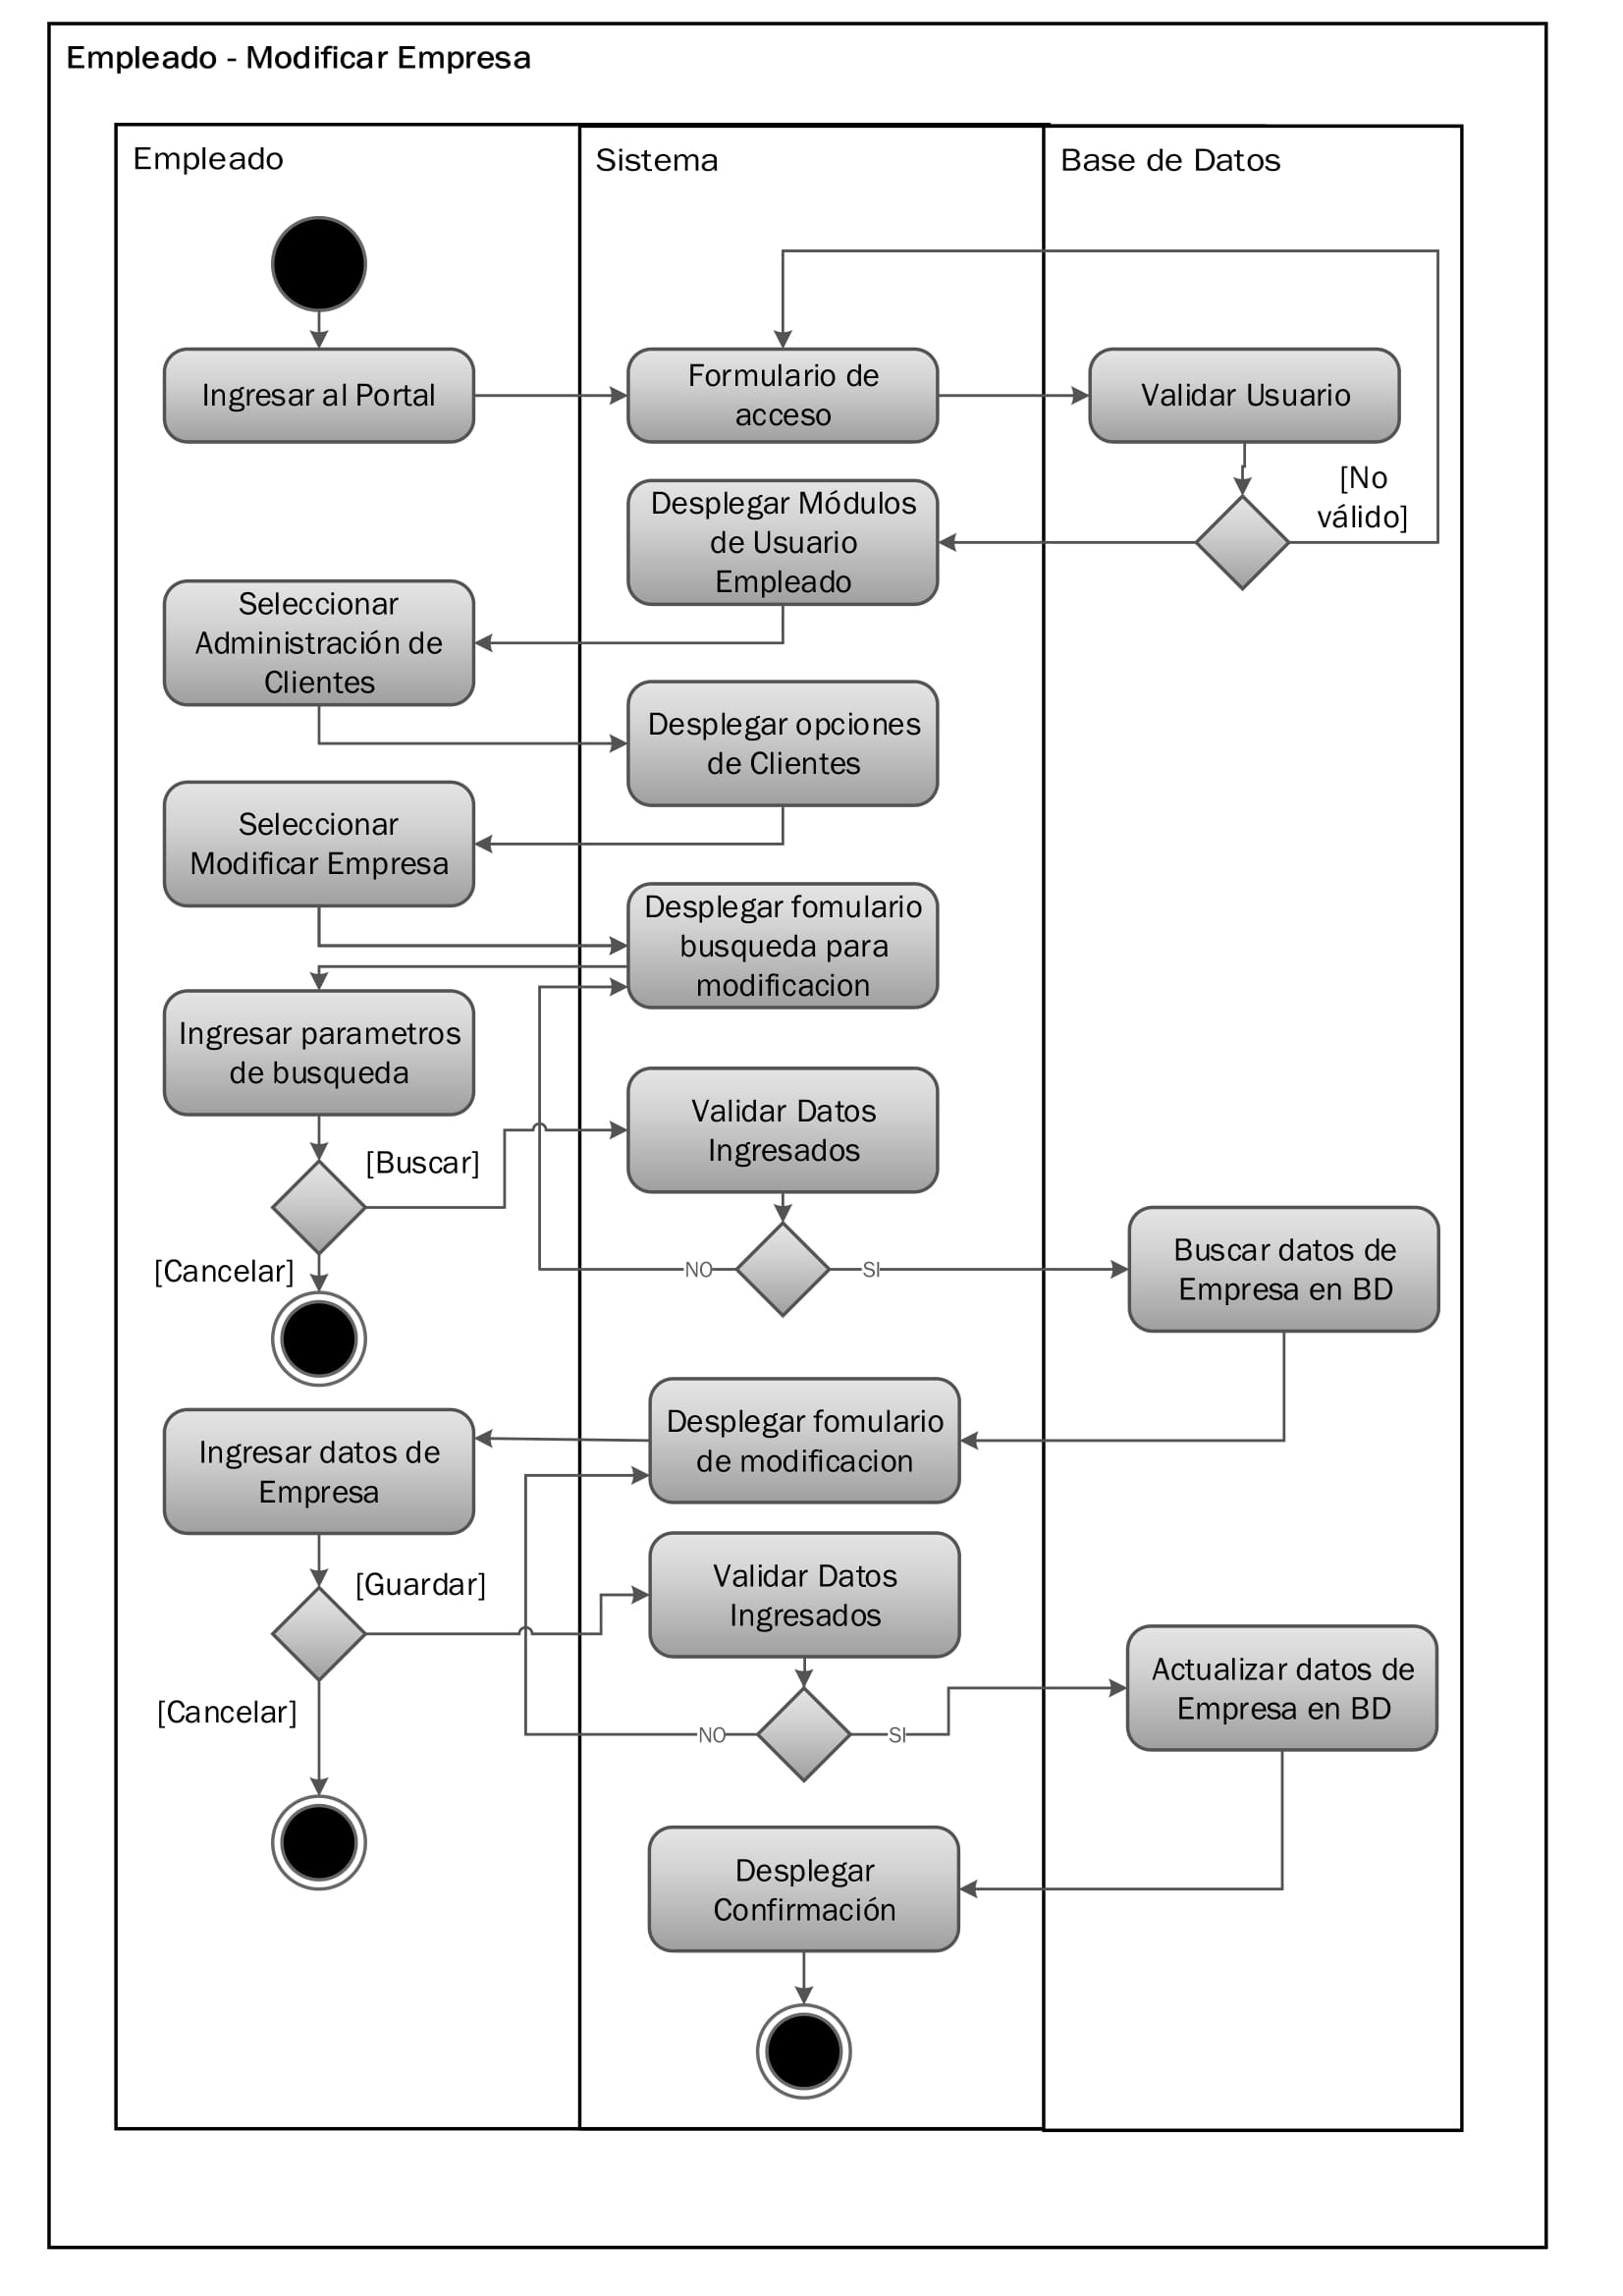 Empleado - Modificar Empresa
Empleado
Sistema
Base de Datos
Ingresar al Portal
Formulario de
acceso
Validar Usuario
[No
válido]
Desplegar Módulos
de Usuario
Empleado
Seleccionar
Administración de
Clientes
Desplegar opciones
de Clientes
Seleccionar
Modificar Empresa
Desplegar fomulario
busqueda para
modificacion
Ingresar parametros
de busqueda
Validar Datos
Ingresados
[Buscar]
[Cancelar]
NO
SI
Buscar datos de
Empresa en BD
Desplegar fomulario
de modificacion
Ingresar datos de
Empresa
[Guardar]
Validar Datos
Ingresados
[Cancelar]
NO
SI
Actualizar datos de
Empresa en BD
Desplegar
Confirmación